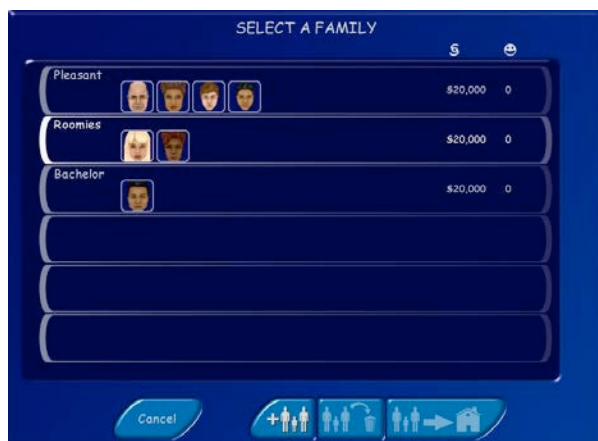 SELECT A FAMILY
§
Pleasant
§20,000 0
Roomies
§20,000 0
Bachelor
§20,000 0
Cancel